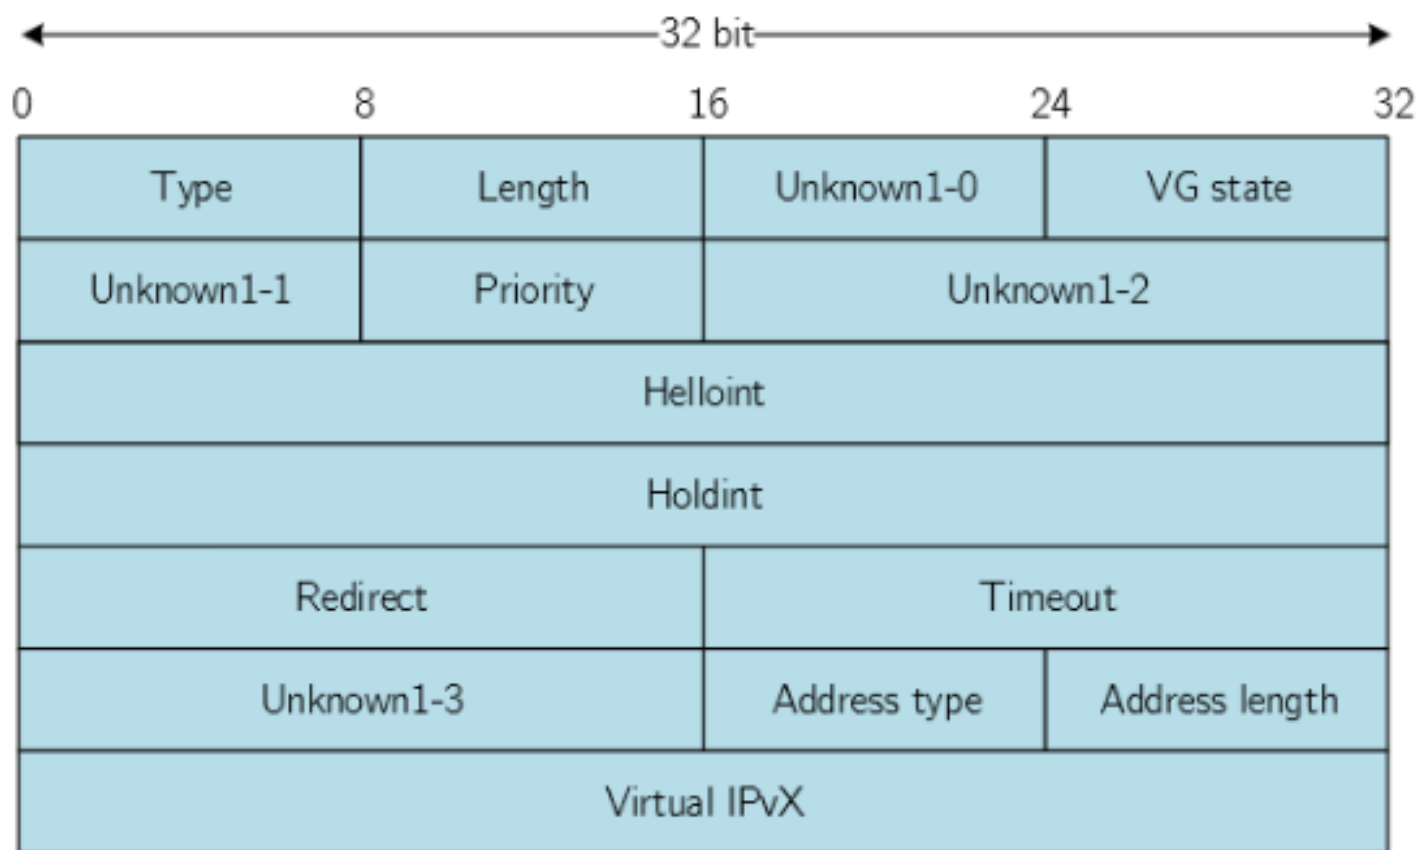 32 bit
0 8 16 24 32
Type Length Unknown1-0 VG state
Unknown1-1 Priority Unknown1-2
Helloint
Holdint
Redirect Timeout
Unknown1-3 Address type Address length
Virtual IPvX